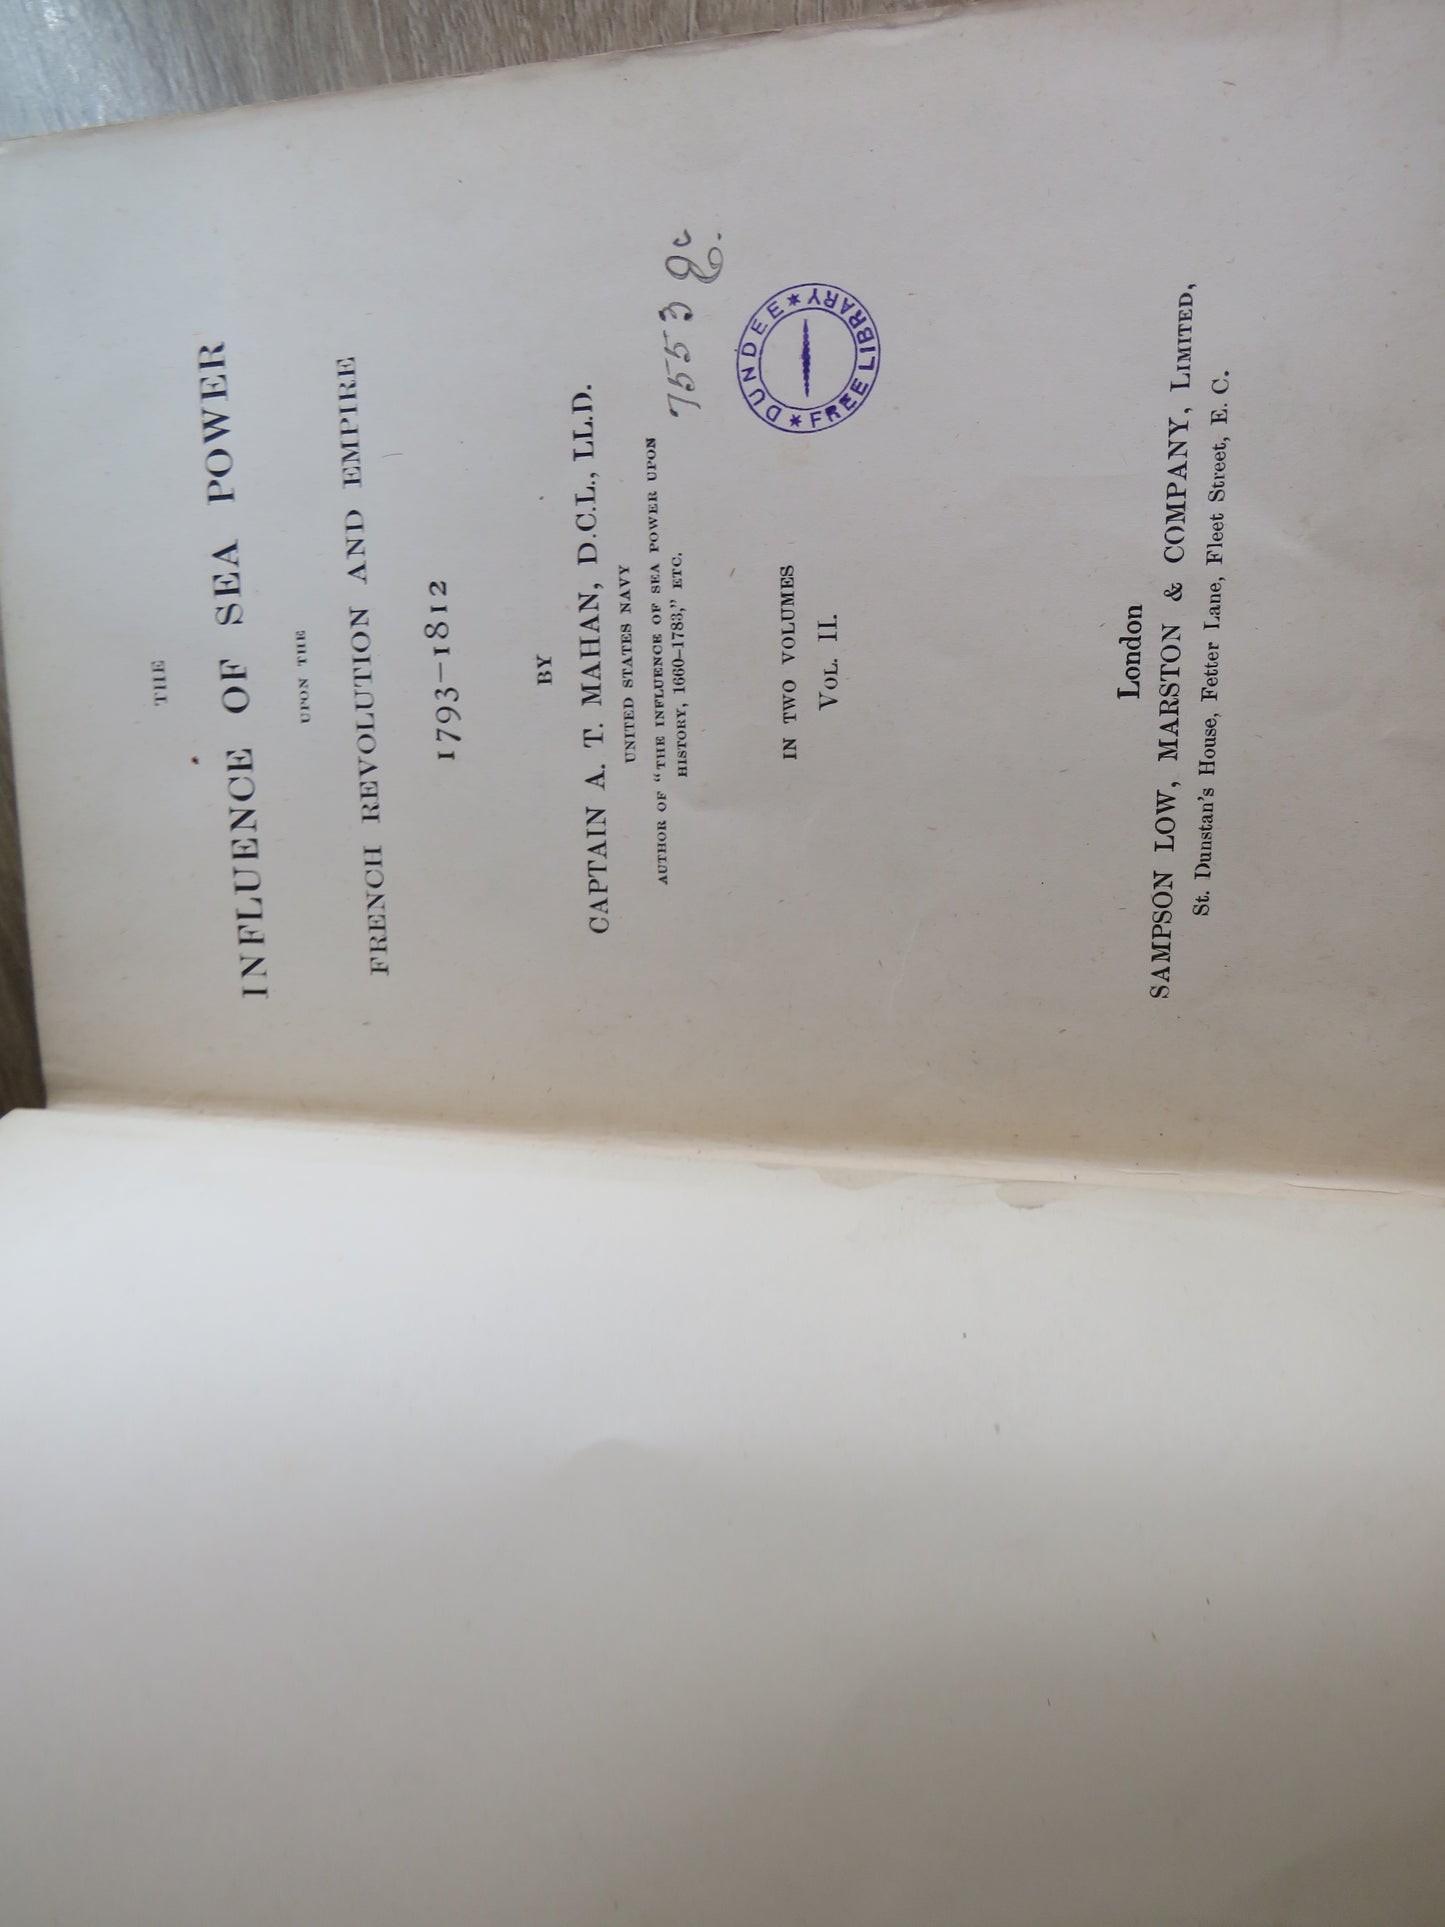 THE
INFLUENCE OF SEA POWER
UPON THE
FRENCH REVOLUTION AND EMPIRE
1793–1812
BY
CAPTAIN A. T. MAHAN, D.C.L., LL.D.
UNITED STATES NAVY
AUTHOR OF “THE INFLUENCE OF SEA POWER UPON
HISTORY, 1660–1783,” ETC.
7553
DUNDEE * FREE LIBRARY *
IN TWO VOLUMES
VOL. II.
London
SAMPSON LOW, MARSTON & COMPANY, LIMITED,
St. Dunstan's House, Fetter Lane, Fleet Street, E. C.